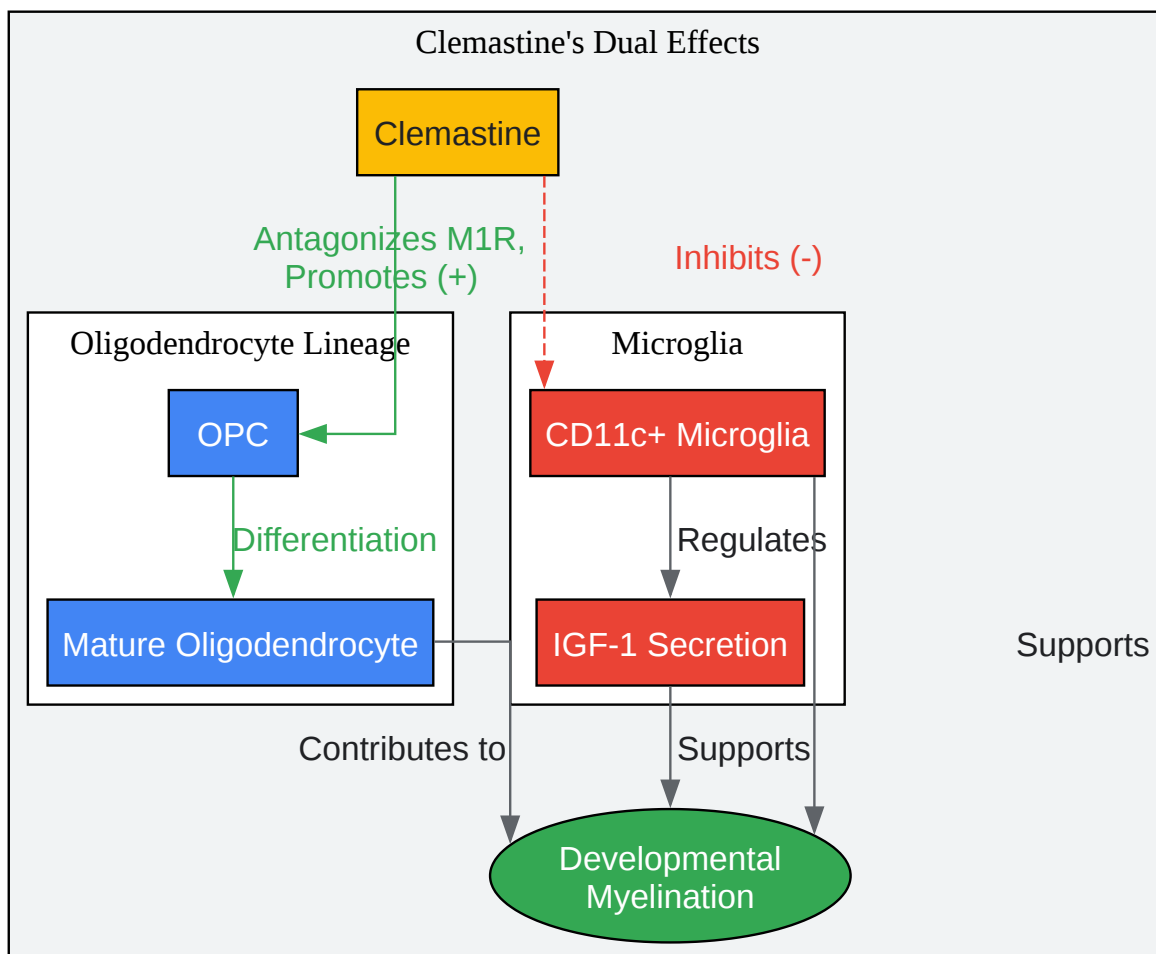 Clemastine's Dual Effects
Clemastine
Antagonizes M1R,
Promotes (+)
Inhibits (-)
Oligodendrocyte Lineage
Microglia
OPC
CD11c+ Microglia
Differentiation
Regulates
Mature Oligodendrocyte
IGF-1 Secretion
Supports
Contributes to
Supports
Developmental
Myelination